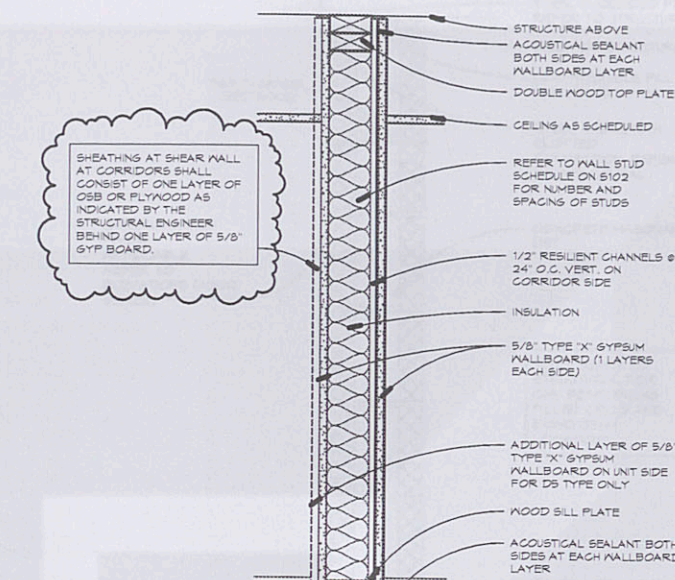 STRUCTURE ABOVE
ACOUSTICAL SEALANT
BOTH SIDES AT EACH
WALLBOARD LAYER
DOUBLE WOOD TOP PLATE
CEILING AS SCHEDULED
SHEATHING AT SHEAR WALL
AT CORRIDORS SHALL
CONSIST OF ONE LAYER OF
OSB OR PLYWOOD AS
INDICATED BY THE
STRUCTURAL ENGINEER
BEHIND ONE LAYER OF 5/8"
GYP BOARD.
REFER TO WALL STUD
SCHEDULE ON S102
FOR NUMBER AND
SPACING OF STUDS
1/2" RESILIENT CHANNELS @
24" O.C. VERT. ON
CORRIDOR SIDE
INSULATION
5/8" TYPE "X" GYPSUM
WALLBOARD (1 LAYERS
EACH SIDE)
ADDITIONAL LAYER OF 5/8"
TYPE "X" GYPSUM
WALLBOARD ON UNIT SIDE
FOR D5 TYPE ONLY
WOOD SILL PLATE
ACOUSTICAL SEALANT BOTH
SIDES AT EACH WALLBOARD
LAYER